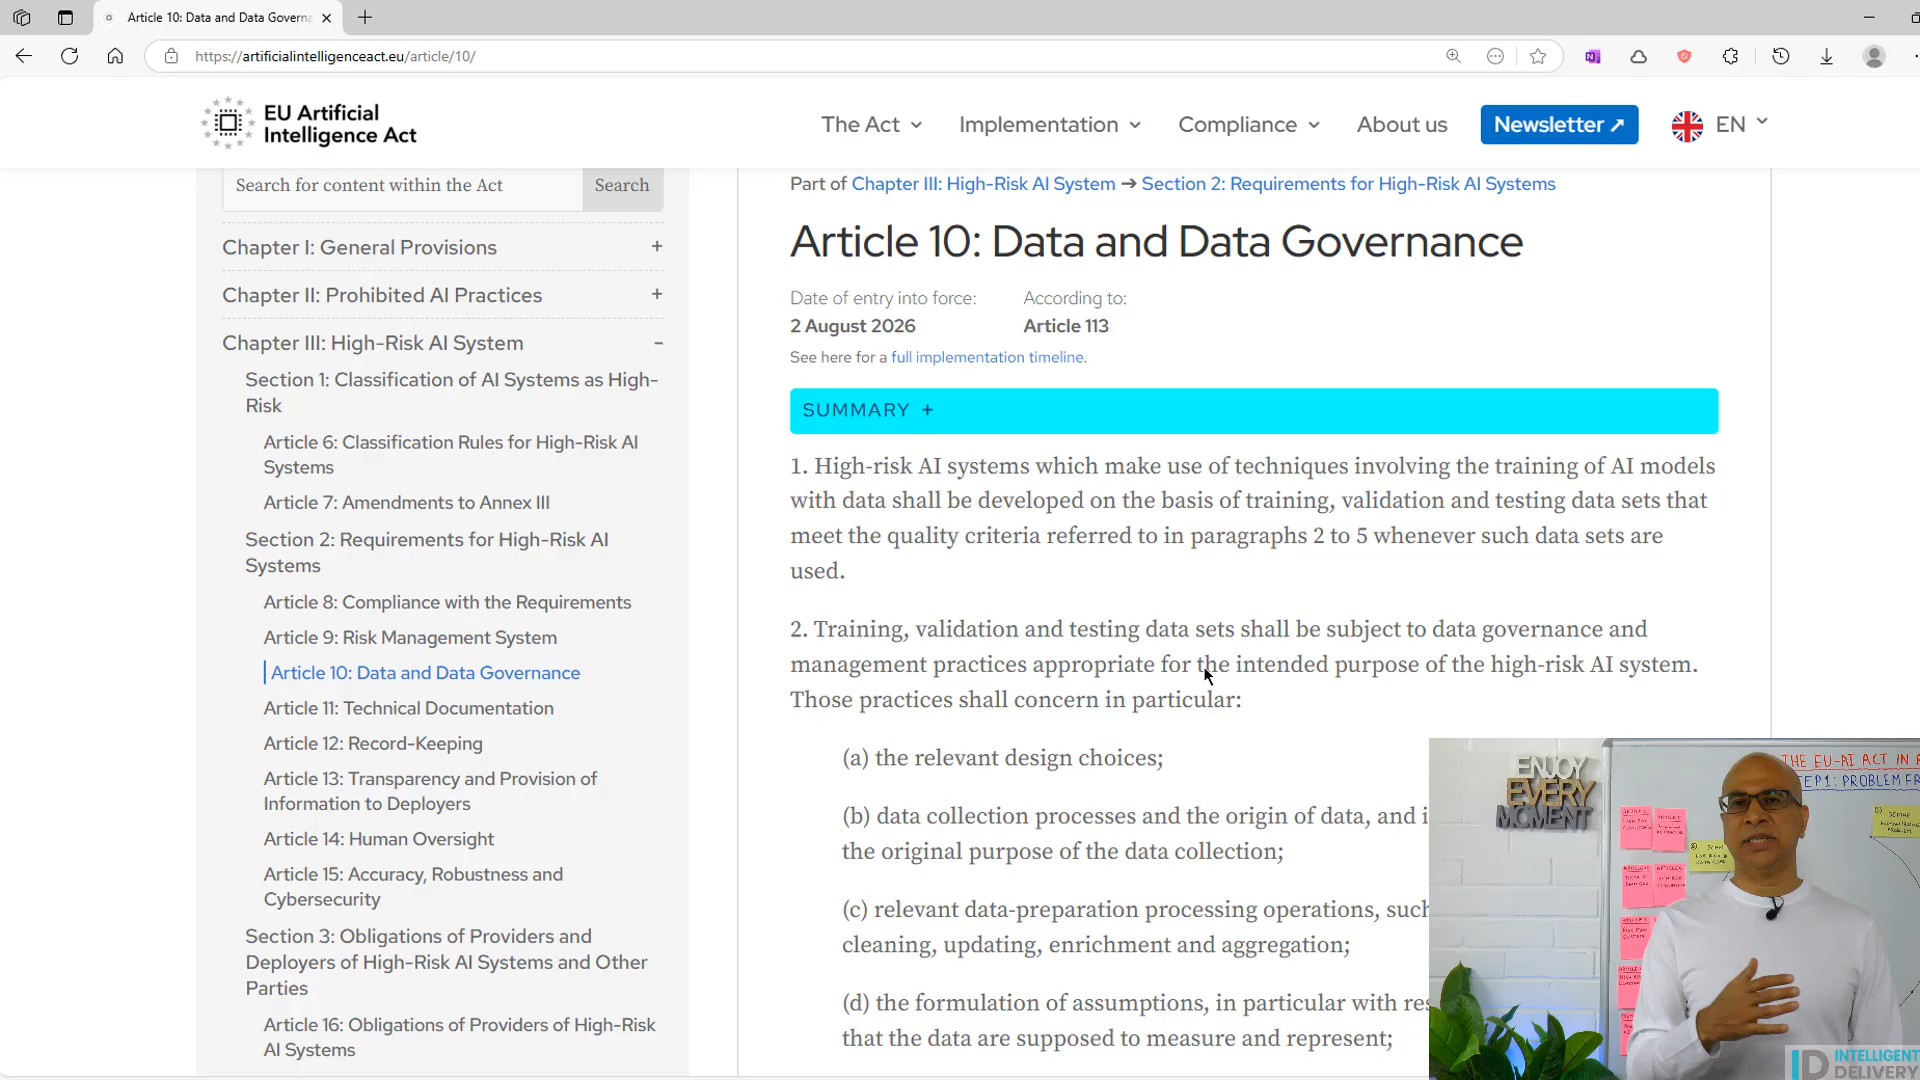 Article 10: Data and Data Governa
https://artificialintelligenceact.eu/article/10/
EU Artificial
Intelligence Act
The Act
Implementation
Compliance
About us
Newsletter ↗
EN
Search for content within the Act
Search
Chapter I: General Provisions +
Chapter II: Prohibited AI Practices +
Chapter III: High-Risk AI System −
Section 1: Classification of AI Systems as High-
Risk
Article 6: Classification Rules for High-Risk AI
Systems
Article 7: Amendments to Annex III
Section 2: Requirements for High-Risk AI
Systems
Article 8: Compliance with the Requirements
Article 9: Risk Management System
Article 10: Data and Data Governance
Article 11: Technical Documentation
Article 12: Record-Keeping
Article 13: Transparency and Provision of
Information to Deployers
Article 14: Human Oversight
Article 15: Accuracy, Robustness and
Cybersecurity
Section 3: Obligations of Providers and
Deployers of High-Risk AI Systems and Other
Parties
Article 16: Obligations of Providers of High-Risk
AI Systems
Part of Chapter III: High-Risk AI System → Section 2: Requirements for High-Risk AI Systems
Article 10: Data and Data Governance
Date of entry into force:
2 August 2026
According to:
Article 113
See here for a full implementation timeline.
SUMMARY +
1. High-risk AI systems which make use of techniques involving the training of AI models
with data shall be developed on the basis of training, validation and testing data sets that
meet the quality criteria referred to in paragraphs 2 to 5 whenever such data sets are
used.
2. Training, validation and testing data sets shall be subject to data governance and
management practices appropriate for the intended purpose of the high-risk AI system.
Those practices shall concern in particular:
(a) the relevant design choices;
(b) data collection processes and the origin of data, and i
the original purpose of the data collection;
(c) relevant data-preparation processing operations, such
cleaning, updating, enrichment and aggregation;
(d) the formulation of assumptions, in particular with res
that the data are supposed to measure and represent;
ENJOY
EVERY
MOMENT
THE EU-AI ACT IN A
STEP 1: PROBLEM FR
DEFINE
INTELLIGENT
DELIVERY